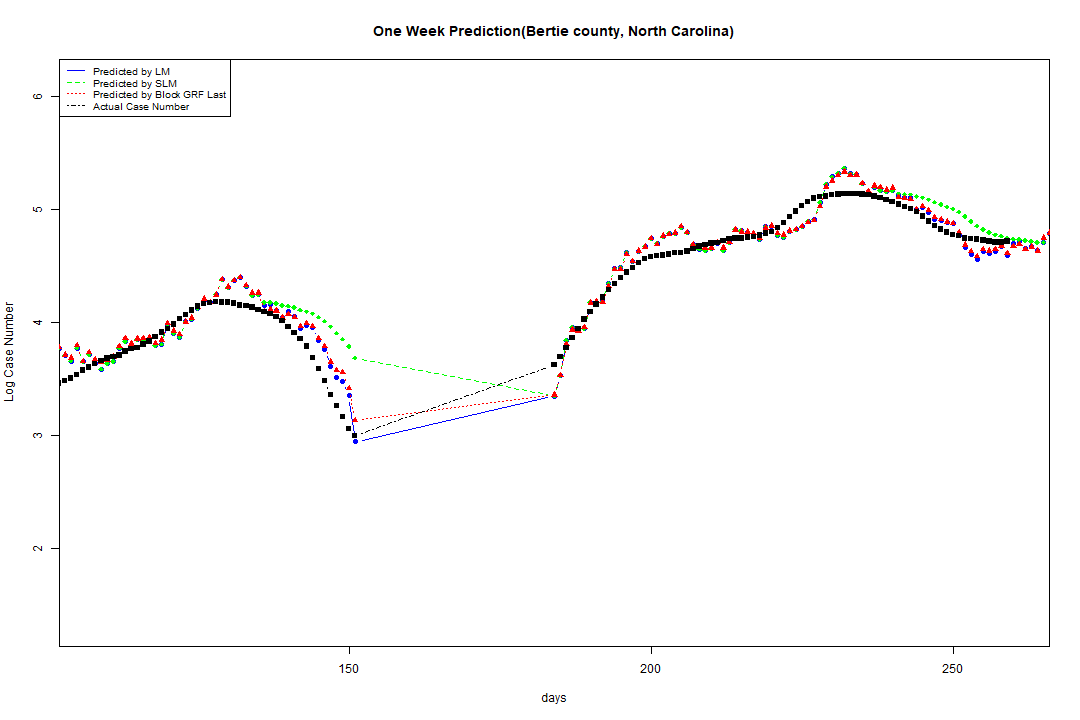 One Week Prediction(Bertie county, North Carolina)
Predicted by LM
Predicted by SLM
Predicted by Block GRF Last
Actual Case Number
6
5
4
3
2
Log Case Number
150
200
250
days